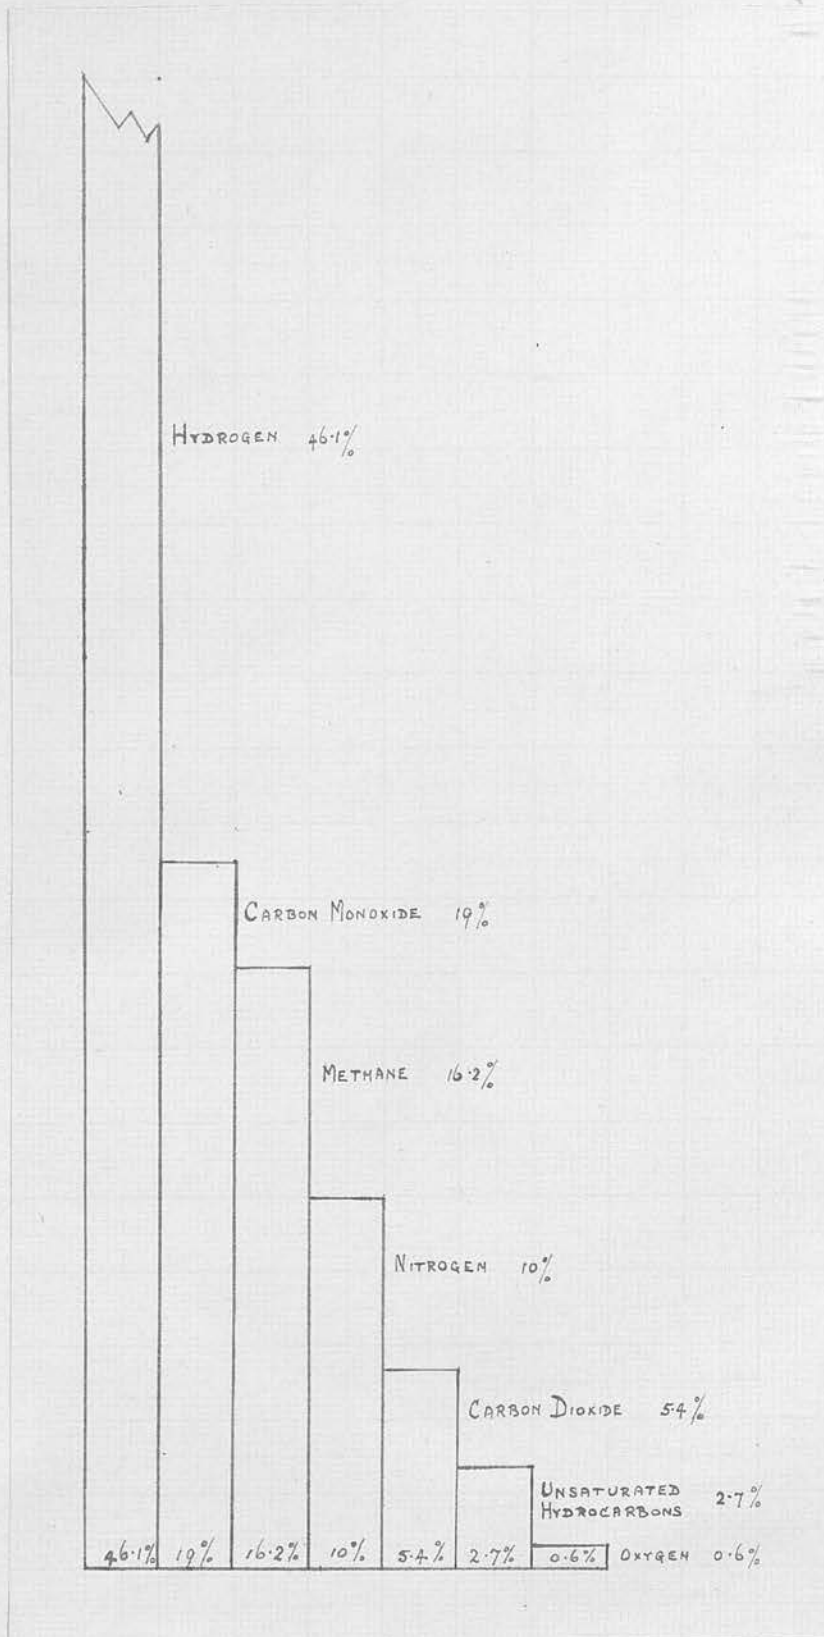 HYDROGEN 46.1%
CARBON MONOXIDE 19%
METHANE 16.2%
NITROGEN 10%
CARBON DIOXIDE 5.4%
UNSATURATED
HYDROCARBONS 2.7%
46.1% 19% 16.2% 10% 5.4% 2.7% 0.6% OXYGEN 0.6%